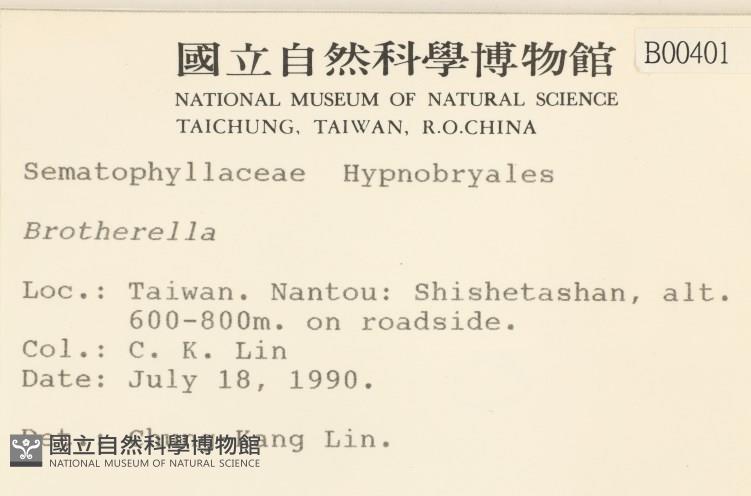 國立自然科學博物館
B00401
NATIONAL MUSEUM OF NATURAL SCIENCE
TAICHUNG, TAIWAN, R.O.CHINA
Sematophyllaceae Hypnobryales
Brotherella
Loc.: Taiwan. Nantou: Shishetashan, alt.
600-800m. on roadside.
Col.: C. K. Lin
Date: July 18, 1990.
Det.: Kang Lin.
國立自然科學博物館
NATIONAL MUSEUM OF NATURAL SCIENCE